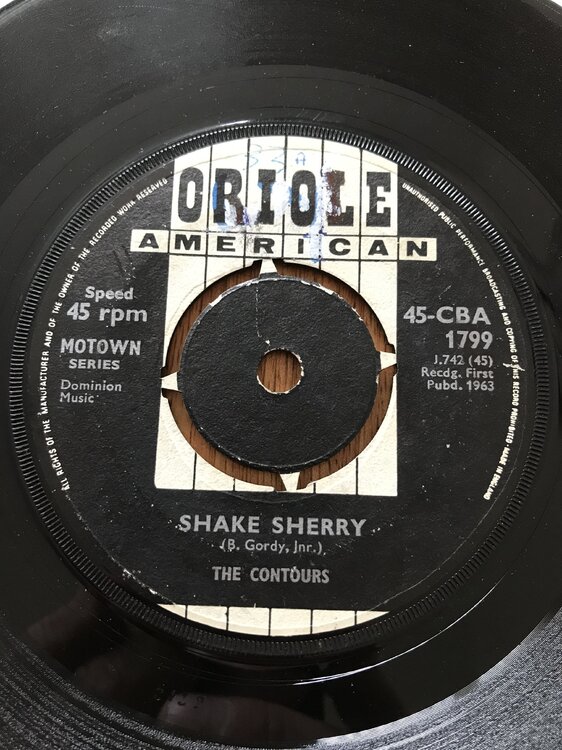 ORIOLE
AMERICAN
Speed
45 rpm
MOTOWN
SERIES
Dominion
Music
45-CBA
1799
J.742 (45)
Recdg. First
Pubd. 1963
SHAKE SHERRY
(B. Gordy, Jnr.)
THE CONTOURS
ALL RIGHTS OF THE MANUFACTURER AND OF THE OWNER OF THE RECORDED WORK RESERVED
UNAUTHORISED PUBLIC PERFORMANCE BROADCASTING AND COPYING OF THIS RECORD PROHIBITED - MADE IN ENGLAND